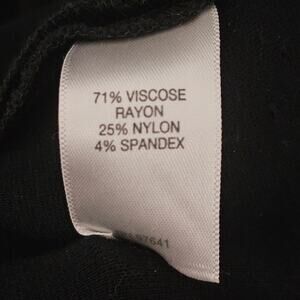 71% VISCOSE
RAYON
25% NYLON
4% SPANDEX